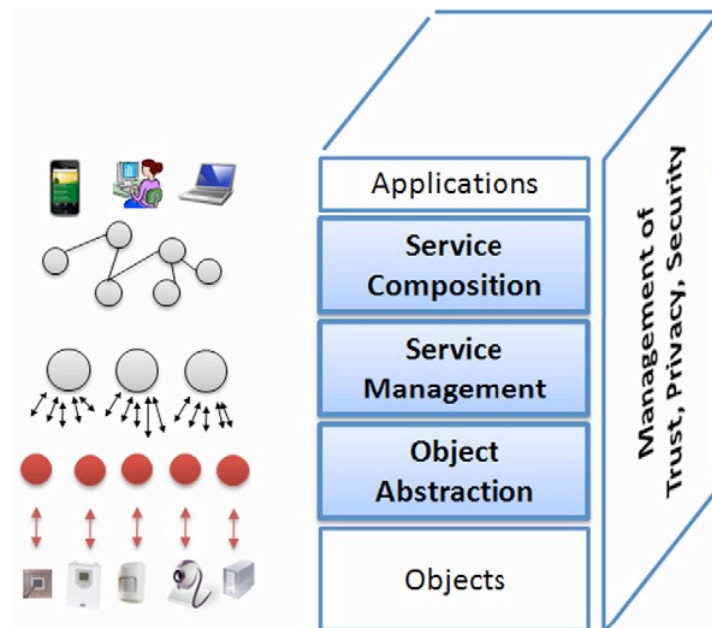 Applications
Service
Composition
Service
Management
Object
Abstraction
Objects
Management of
Trust, Privacy, Security